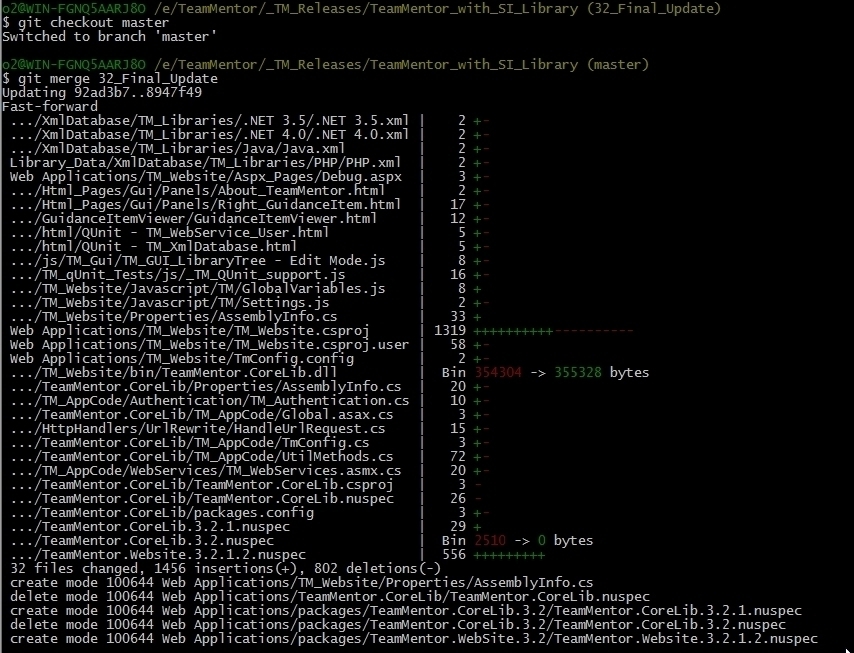 o2@WIN-FGNQ5AARJ8O /e/TeamMentor/_TM_Releases/TeamMentor_with_SI_Library (32_Final_Update)
$ git checkout master
Switched to branch 'master'
o2@WIN-FGNQ5AARJ8O /e/TeamMentor/_TM_Releases/TeamMentor_with_SI_Library (master)
$ git merge 32_Final_Update
Updating 92ad3b7..8947f49
Fast-forward
.../XmlDatabase/TM_Libraries/.NET 3.5/.NET 3.5.xml | 2 +-
.../XmlDatabase/TM_Libraries/.NET 4.0/.NET 4.0.xml | 2 +-
.../XmlDatabase/TM_Libraries/Java/Java.xml | 2 +-
Library_Data/XmlDatabase/TM_Libraries/PHP/PHP.xml | 2 +-
Web Applications/TM_Website/Aspx_Pages/Debug.aspx | 3 +-
.../Html_Pages/Gui/Panels/About_TeamMentor.html | 2 +-
.../Html_Pages/Gui/Panels/Right_GuidanceItem.html | 17 +-
.../GuidanceItemViewer/GuidanceItemViewer.html | 12 +-
.../html/QUnit - TM_WebService_User.html | 5 +-
.../html/QUnit - TM_XmlDatabase.html | 5 +-
.../js/TM_Gui/TM_GUI_LibraryTree - Edit Mode.js | 8 +-
.../TM_qUnit_Tests/js/_TM_QUnit_support.js | 16 +-
.../TM_Website/Javascript/TM/GlobalVariables.js | 8 +-
.../TM_Website/Javascript/TM/Settings.js | 2 +-
.../TM_Website/Properties/AssemblyInfo.cs | 33 +
Web Applications/TM_Website/TM_Website.csproj | 1319 ++++++++++----------
Web Applications/TM_Website/TM_Website.csproj.user | 58 +-
Web Applications/TM_Website/TmConfig.config | 2 +-
.../TM_Website/bin/TeamMentor.CoreLib.dll | Bin 354304 -> 355328 bytes
.../TeamMentor.CoreLib/Properties/AssemblyInfo.cs | 20 +-
.../TM_AppCode/Authentication/TM_Authentication.cs | 10 +-
.../TeamMentor.CoreLib/TM_AppCode/Global.asax.cs | 3 +-
.../HttpHandlers/UrlRewrite/HandleUrlRequest.cs | 15 +-
.../TeamMentor.CoreLib/TM_AppCode/TmConfig.cs | 3 +-
.../TeamMentor.CoreLib/TM_AppCode/UtilMethods.cs | 72 +-
.../TM_AppCode/WebServices/TM_WebServices.asmx.cs | 20 +-
.../TeamMentor.CoreLib/TeamMentor.CoreLib.csproj | 3 -
.../TeamMentor.CoreLib/TeamMentor.CoreLib.nuspec | 26 -
.../TeamMentor.CoreLib/packages.config | 3 +-
.../TeamMentor.CoreLib.3.2.1.nuspec | 29 +
.../TeamMentor.CoreLib.3.2.nuspec | Bin 2510 -> 0 bytes
.../TeamMentor.Website.3.2.1.2.nuspec | 556 +++++++++
32 files changed, 1456 insertions(+), 802 deletions(-)
create mode 100644 Web Applications/TM_Website/Properties/AssemblyInfo.cs
delete mode 100644 Web Applications/TeamMentor.CoreLib/TeamMentor.CoreLib.nuspec
create mode 100644 Web Applications/packages/TeamMentor.CoreLib.3.2/TeamMentor.CoreLib.3.2.1.nuspec
delete mode 100644 Web Applications/packages/TeamMentor.CoreLib.3.2/TeamMentor.CoreLib.3.2.nuspec
create mode 100644 Web Applications/packages/TeamMentor.WebSite.3.2/TeamMentor.Website.3.2.1.2.nuspec